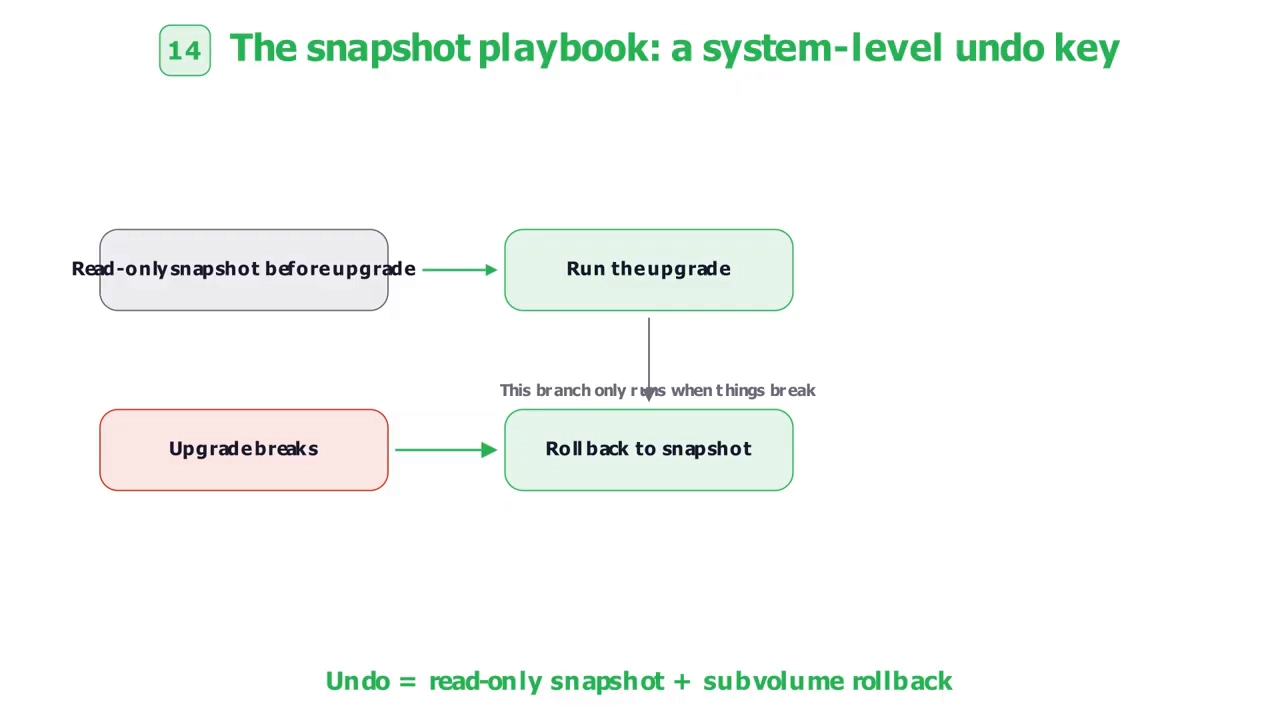 14 The snapshot playbook: a system-level undo key
Read-only snapshot before upgrade
Run the upgrade
This branch only runs when things break
Upgrade breaks
Roll back to snapshot
Undo = read-only snapshot + subvolume rollback